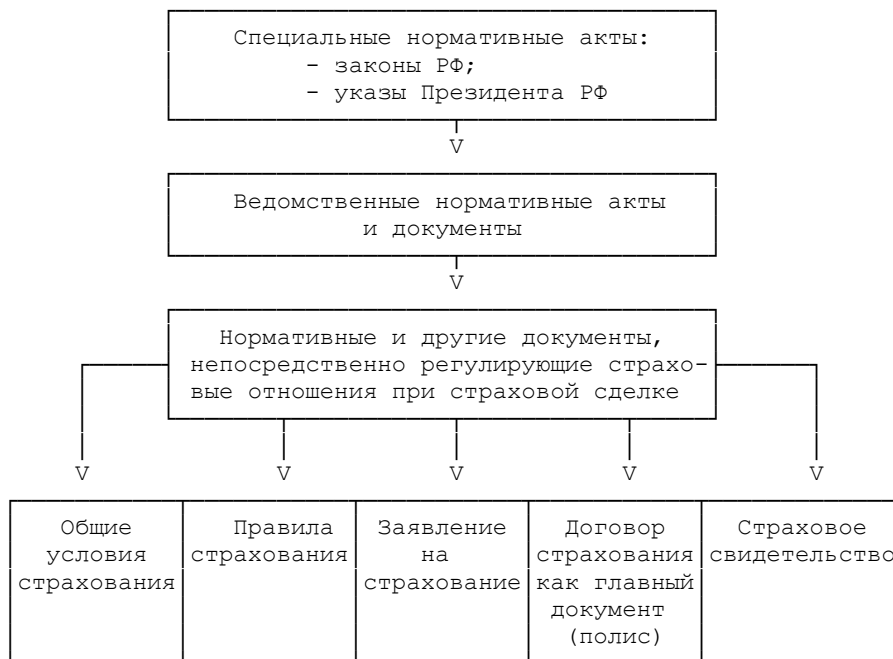 Специальные нормативные акты:
- законы РФ;
- указы Президента РФ
V
Ведомственные нормативные акты
и документы
V
Нормативные и другие документы,
непосредственно регулирующие страхо-
вые отношения при страховой сделке
V V V V V
Общие
условия
страхования
Правила
страхования
Заявление
на
страхование
Договор
страхования
как главный
документ
(полис)
Страховое
свидетельство